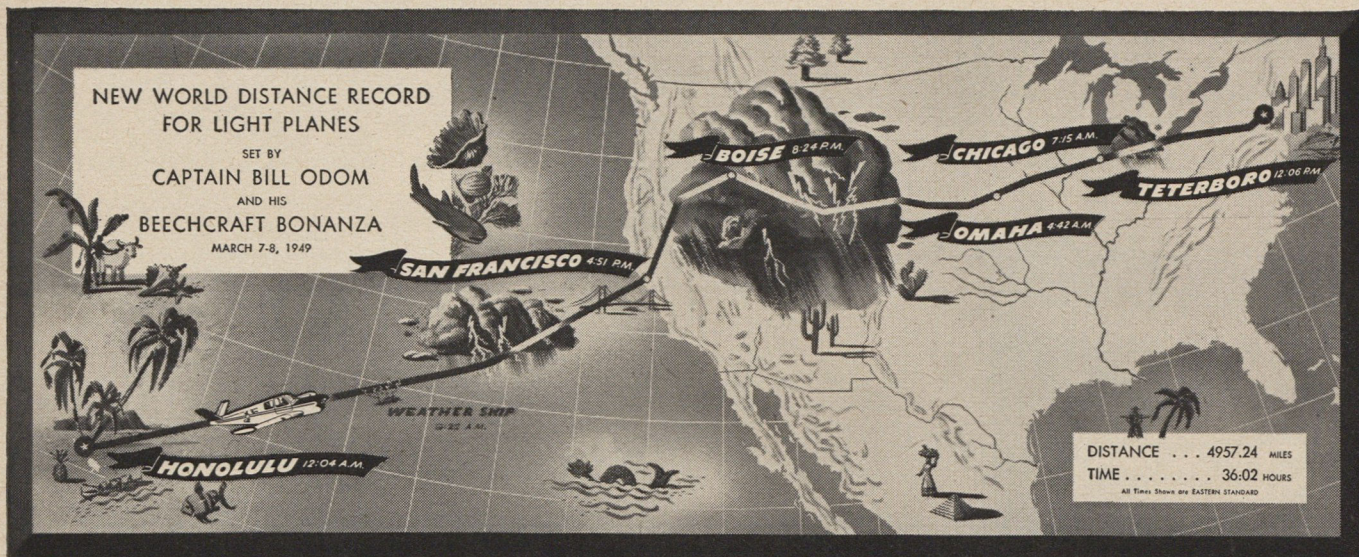 NEW WORLD DISTANCE RECORD
FOR LIGHT PLANES
SET BY
CAPTAIN BILL ODOM
AND HIS
BEECHCRAFT BONANZA
MARCH 7-8, 1949
BOISE 8:24 P.M.
CHICAGO 7:15 A.M.
TETERBORO 12:06 P.M.
OMAHA 4:42 A.M.
SAN FRANCISCO 4:51 P.M.
WEATHER SHIP
A.M.
HONOLULU 12:04 A.M.
DISTANCE . . . 4957.24 MILES
TIME . . . . . . . . 36:02 HOURS
All Times Shown are EASTERN STANDARD